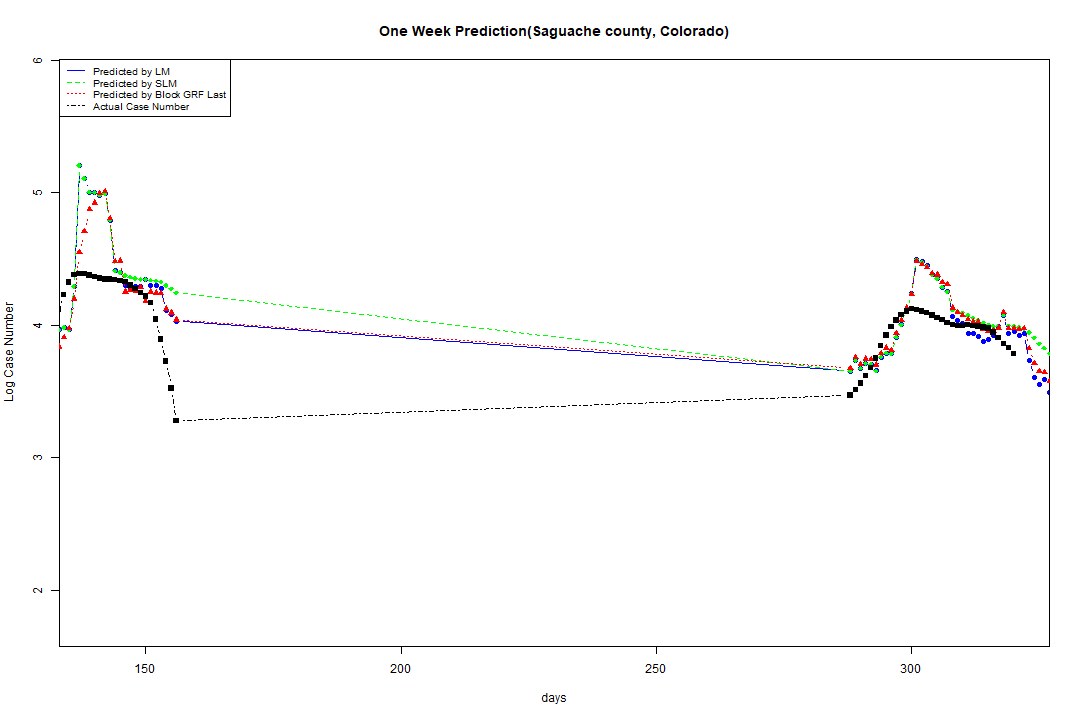 One Week Prediction(Saguache county, Colorado)
Predicted by LM
Predicted by SLM
Predicted by Block GRF Last
Actual Case Number
6
5
4
3
2
Log Case Number
150 200 250 300
days